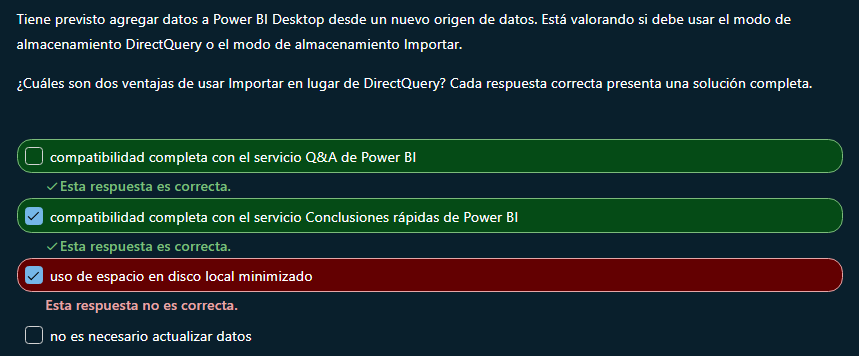 Tiene previsto agregar datos a Power BI Desktop desde un nuevo origen de datos. Está valorando si debe usar el modo de
almacenamiento DirectQuery o el modo de almacenamiento Importar.
¿Cuáles son dos ventajas de usar Importar en lugar de DirectQuery? Cada respuesta correcta presenta una solución completa.
compatibilidad completa con el servicio Q&A de Power BI
Esta respuesta es correcta.
compatibilidad completa con el servicio Conclusiones rápidas de Power BI
Esta respuesta es correcta.
uso de espacio en disco local minimizado
Esta respuesta no es correcta.
no es necesario actualizar datos